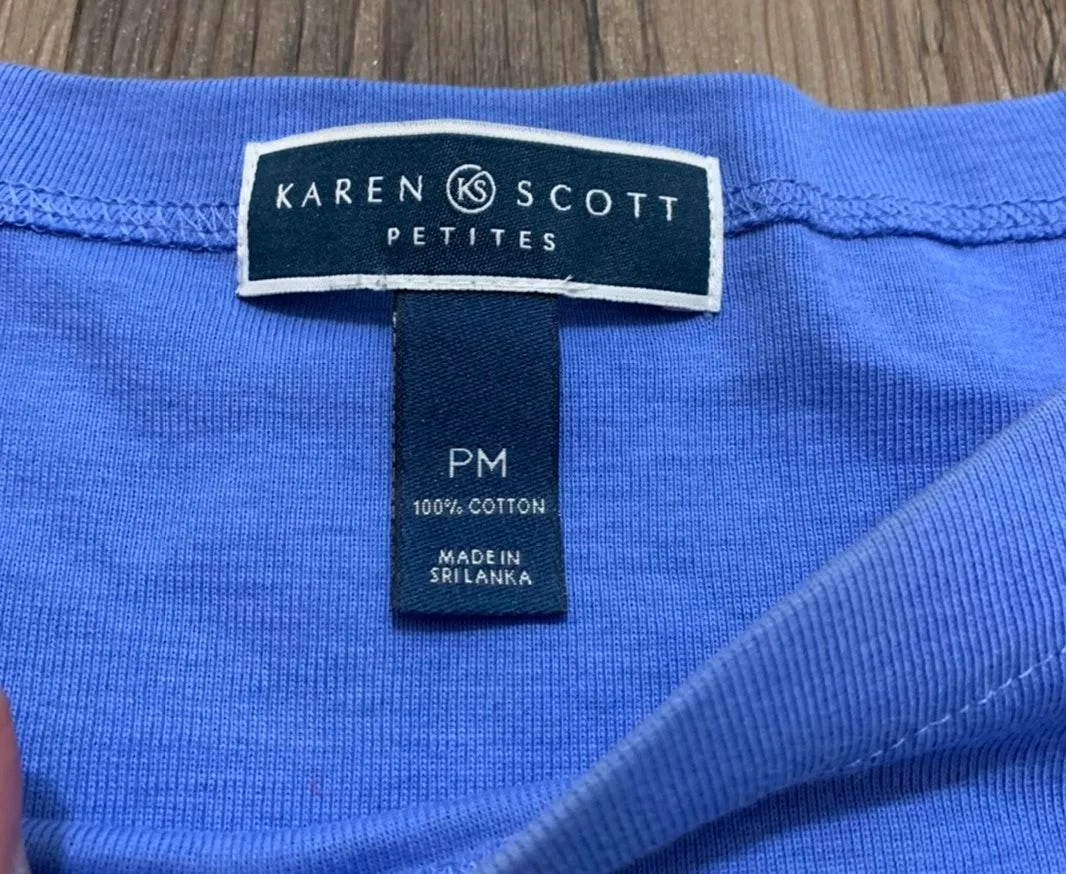 KAREN KS SCOTT
PETITES
PM
100% COTTON
MADE IN
SRI LANKA